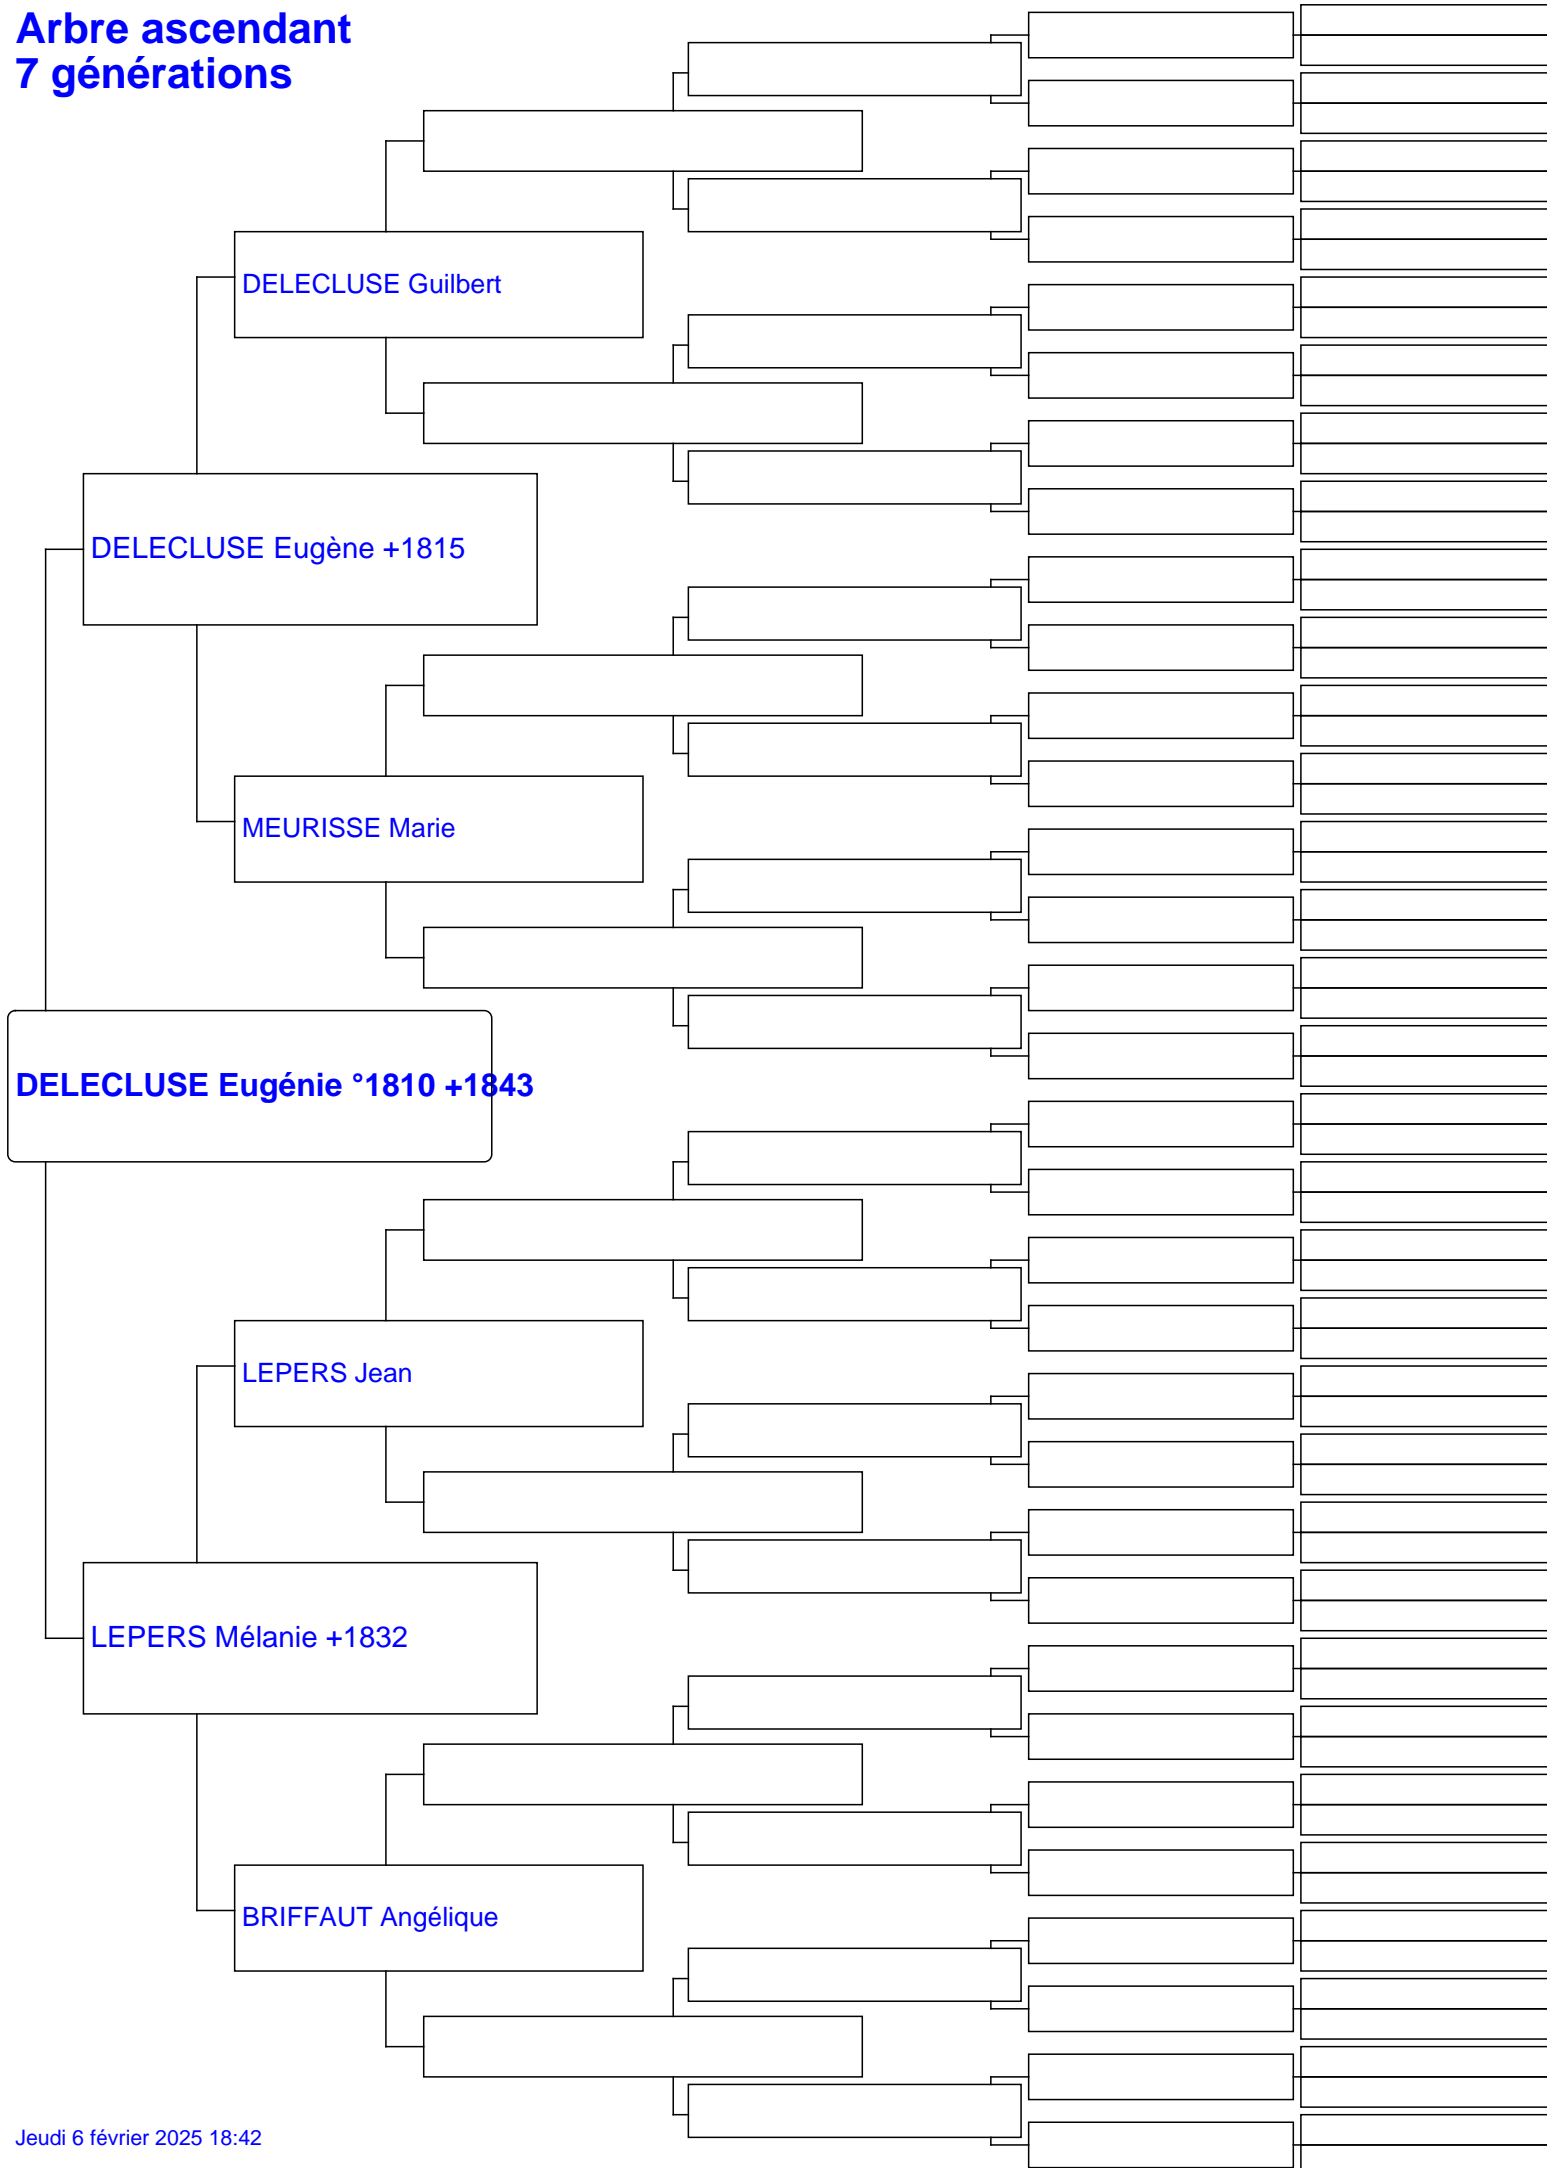 Arbre ascendant
7 générations
DELECLUSE Guilbert
DELECLUSE Eugène +1815
MEURISSE Marie
DELECLUSE Eugénie °1810 +1843
LEPERS Jean
LEPERS Mélanie +1832
BRIFFAUT Angélique
Jeudi 6 février 2025 18:42